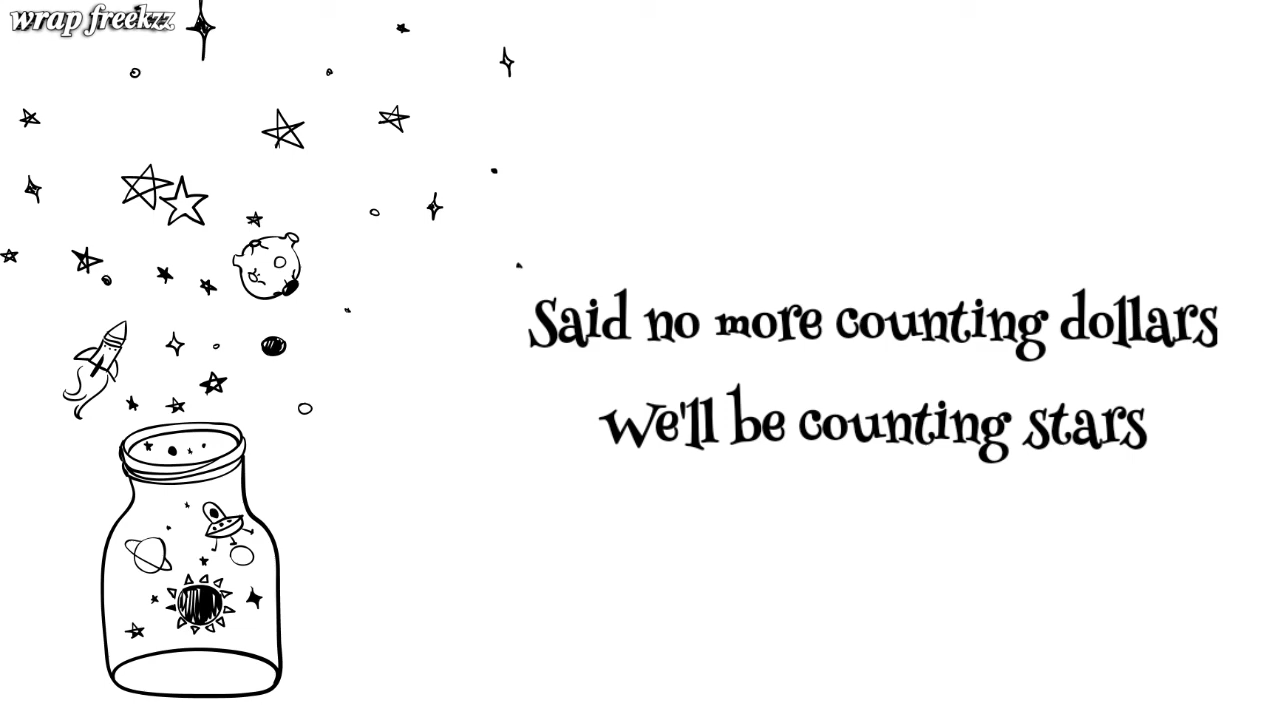 wrap freekzz
Said no more counting dollars
We'll be counting stars